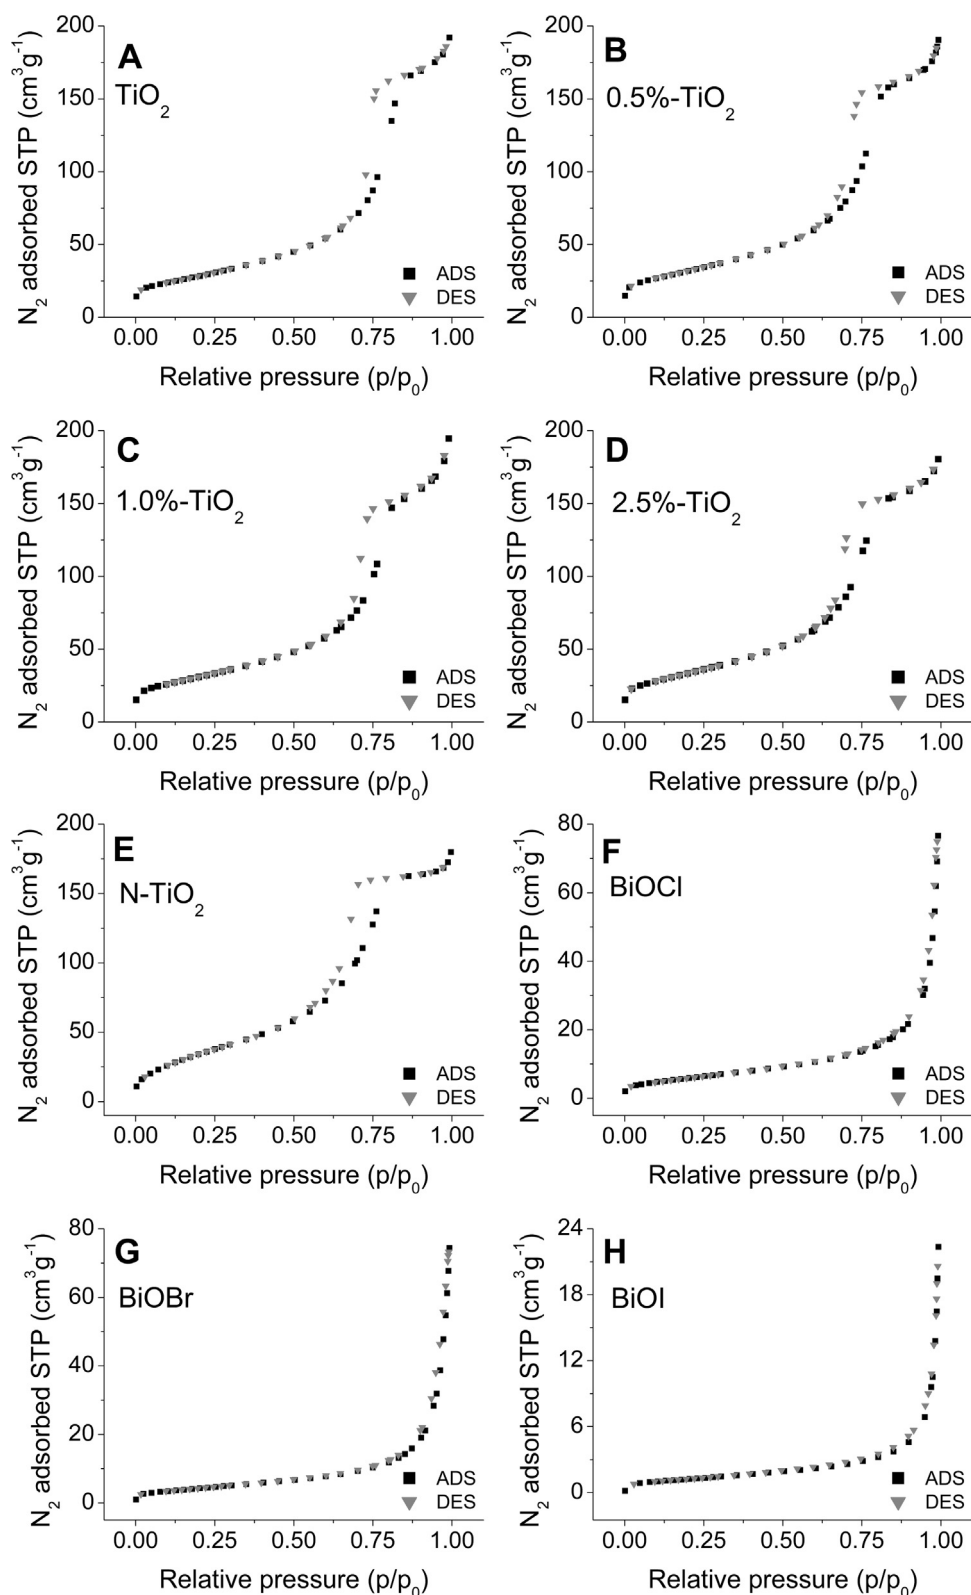 A
TiO2
N2 adsorbed STP (cm3g-1)
200
150
100
50
0
ADS
DES
0.00 0.25 0.50 0.75 1.00
Relative pressure (p/p0)
B
0.5%-TiO2
N2 adsorbed STP (cm3g-1)
200
150
100
50
0
ADS
DES
0.00 0.25 0.50 0.75 1.00
Relative pressure (p/p0)
C
1.0%-TiO2
N2 adsorbed STP (cm3g-1)
200
150
100
50
0
ADS
DES
0.00 0.25 0.50 0.75 1.00
Relative pressure (p/p0)
D
2.5%-TiO2
N2 adsorbed STP (cm3g-1)
200
150
100
50
0
ADS
DES
0.00 0.25 0.50 0.75 1.00
Relative pressure (p/p0)
E
N-TiO2
N2 adsorbed STP (cm3g-1)
200
150
100
50
0
ADS
DES
0.00 0.25 0.50 0.75 1.00
Relative pressure (p/p0)
F
BiOCl
N2 adsorbed STP (cm3g-1)
80
60
40
20
0
ADS
DES
0.00 0.25 0.50 0.75 1.00
Relative pressure (p/p0)
G
BiOBr
N2 adsorbed STP (cm3g-1)
80
60
40
20
0
ADS
DES
0.00 0.25 0.50 0.75 1.00
Relative pressure (p/p0)
H
BiOI
N2 adsorbed STP (cm3g-1)
24
18
12
6
0
ADS
DES
0.00 0.25 0.50 0.75 1.00
Relative pressure (p/p0)